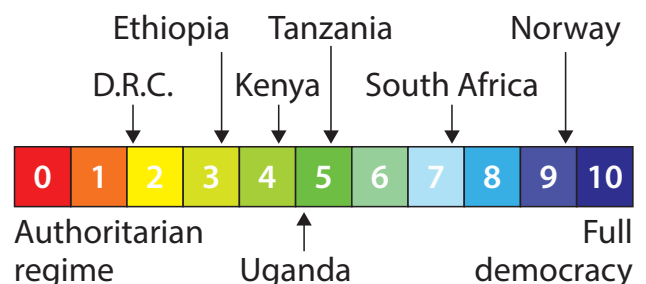 Ethiopia Tanzania Norway
D.R.C. Kenya South Africa
0 1 2 3 4 5 6 7 8 9 10
Authoritarian Full
regime Uganda democracy